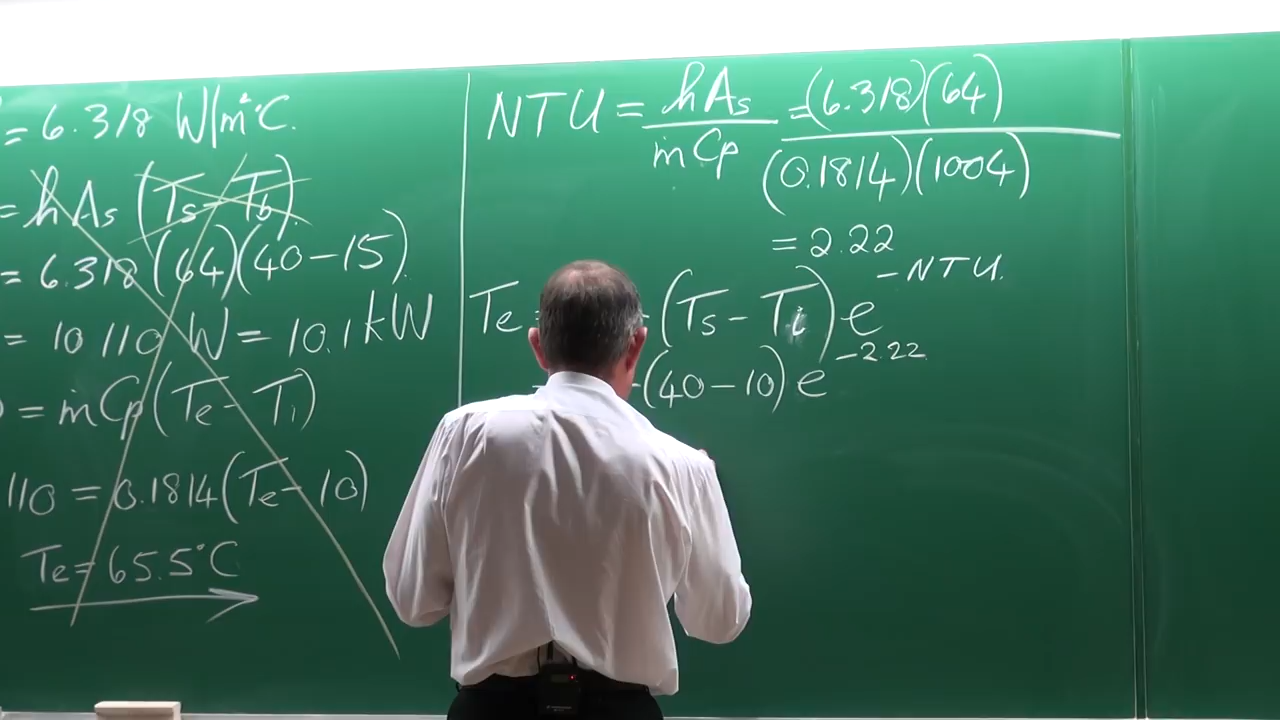 = 6.318 W/m²°C.
= hAs (Ts - Tb).
= 6.318 (64)(40 - 15).
= 10 110 W = 10.1 kW
= ṁCp (Te - Ti)
110 = 0.1814 (Te - 10)
Te = 65.5°C
NTU = hAs / ṁCp = (6.318)(64) / (0.1814)(1004)
= 2.22
Te = - (Ts - Ti) e^-NTU.
- (40 - 10) e^-2.22